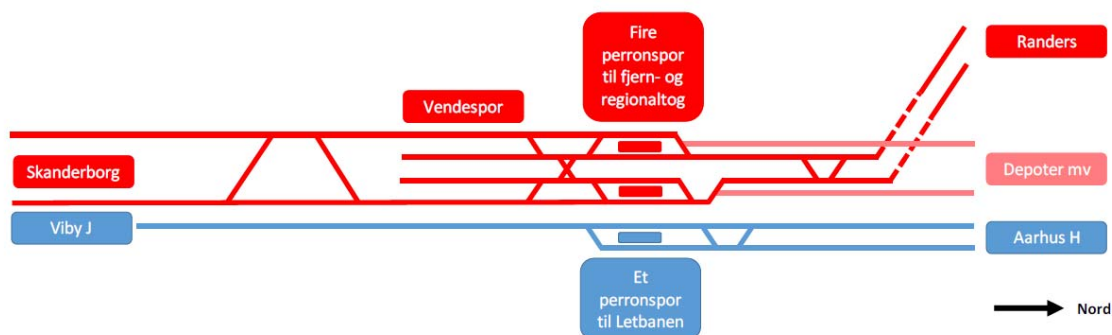 Fire
perronspor
til fjern- og
regionaltog
Randers
Vendespor
Skanderborg
Depoter mv
Viby J
Aarhus H
Et
perronspor
til Letbanen
Nord